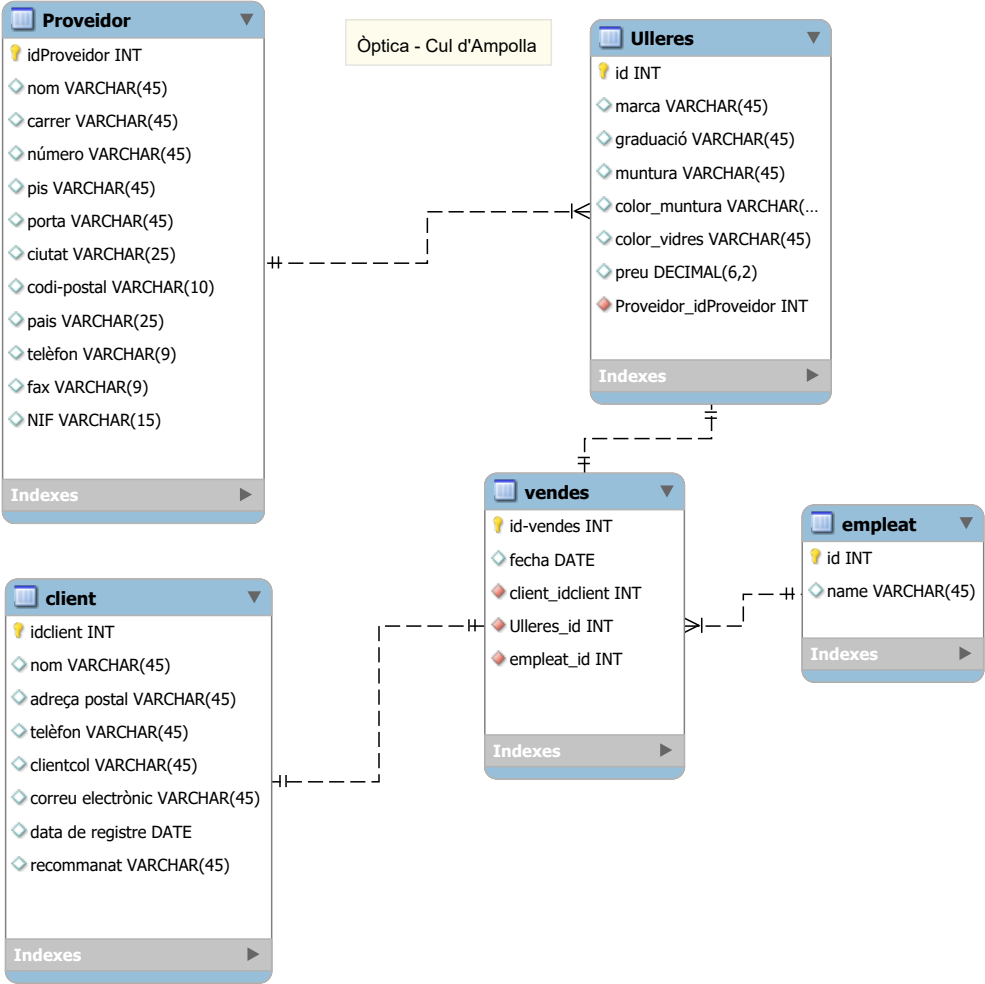 Proveidor
idProveidor INT
nom VARCHAR(45)
carrer VARCHAR(45)
número VARCHAR(45)
pis VARCHAR(45)
porta VARCHAR(45)
ciutat VARCHAR(25)
codi-postal VARCHAR(10)
pais VARCHAR(25)
telèfon VARCHAR(9)
fax VARCHAR(9)
NIF VARCHAR(15)
Indexes
Òptica - Cul d'Ampolla
Ulleres
id INT
marca VARCHAR(45)
graduació VARCHAR(45)
muntura VARCHAR(45)
color_muntura VARCHAR(...
color_vidres VARCHAR(45)
preu DECIMAL(6,2)
Proveidor_idProveidor INT
Indexes
vendes
id-vendes INT
fecha DATE
client_idclient INT
Ulleres_id INT
empleat_id INT
Indexes
empleat
id INT
name VARCHAR(45)
Indexes
client
idclient INT
nom VARCHAR(45)
adreça postal VARCHAR(45)
telèfon VARCHAR(45)
clientcol VARCHAR(45)
correu electrònic VARCHAR(45)
data de registre DATE
recommanat VARCHAR(45)
Indexes